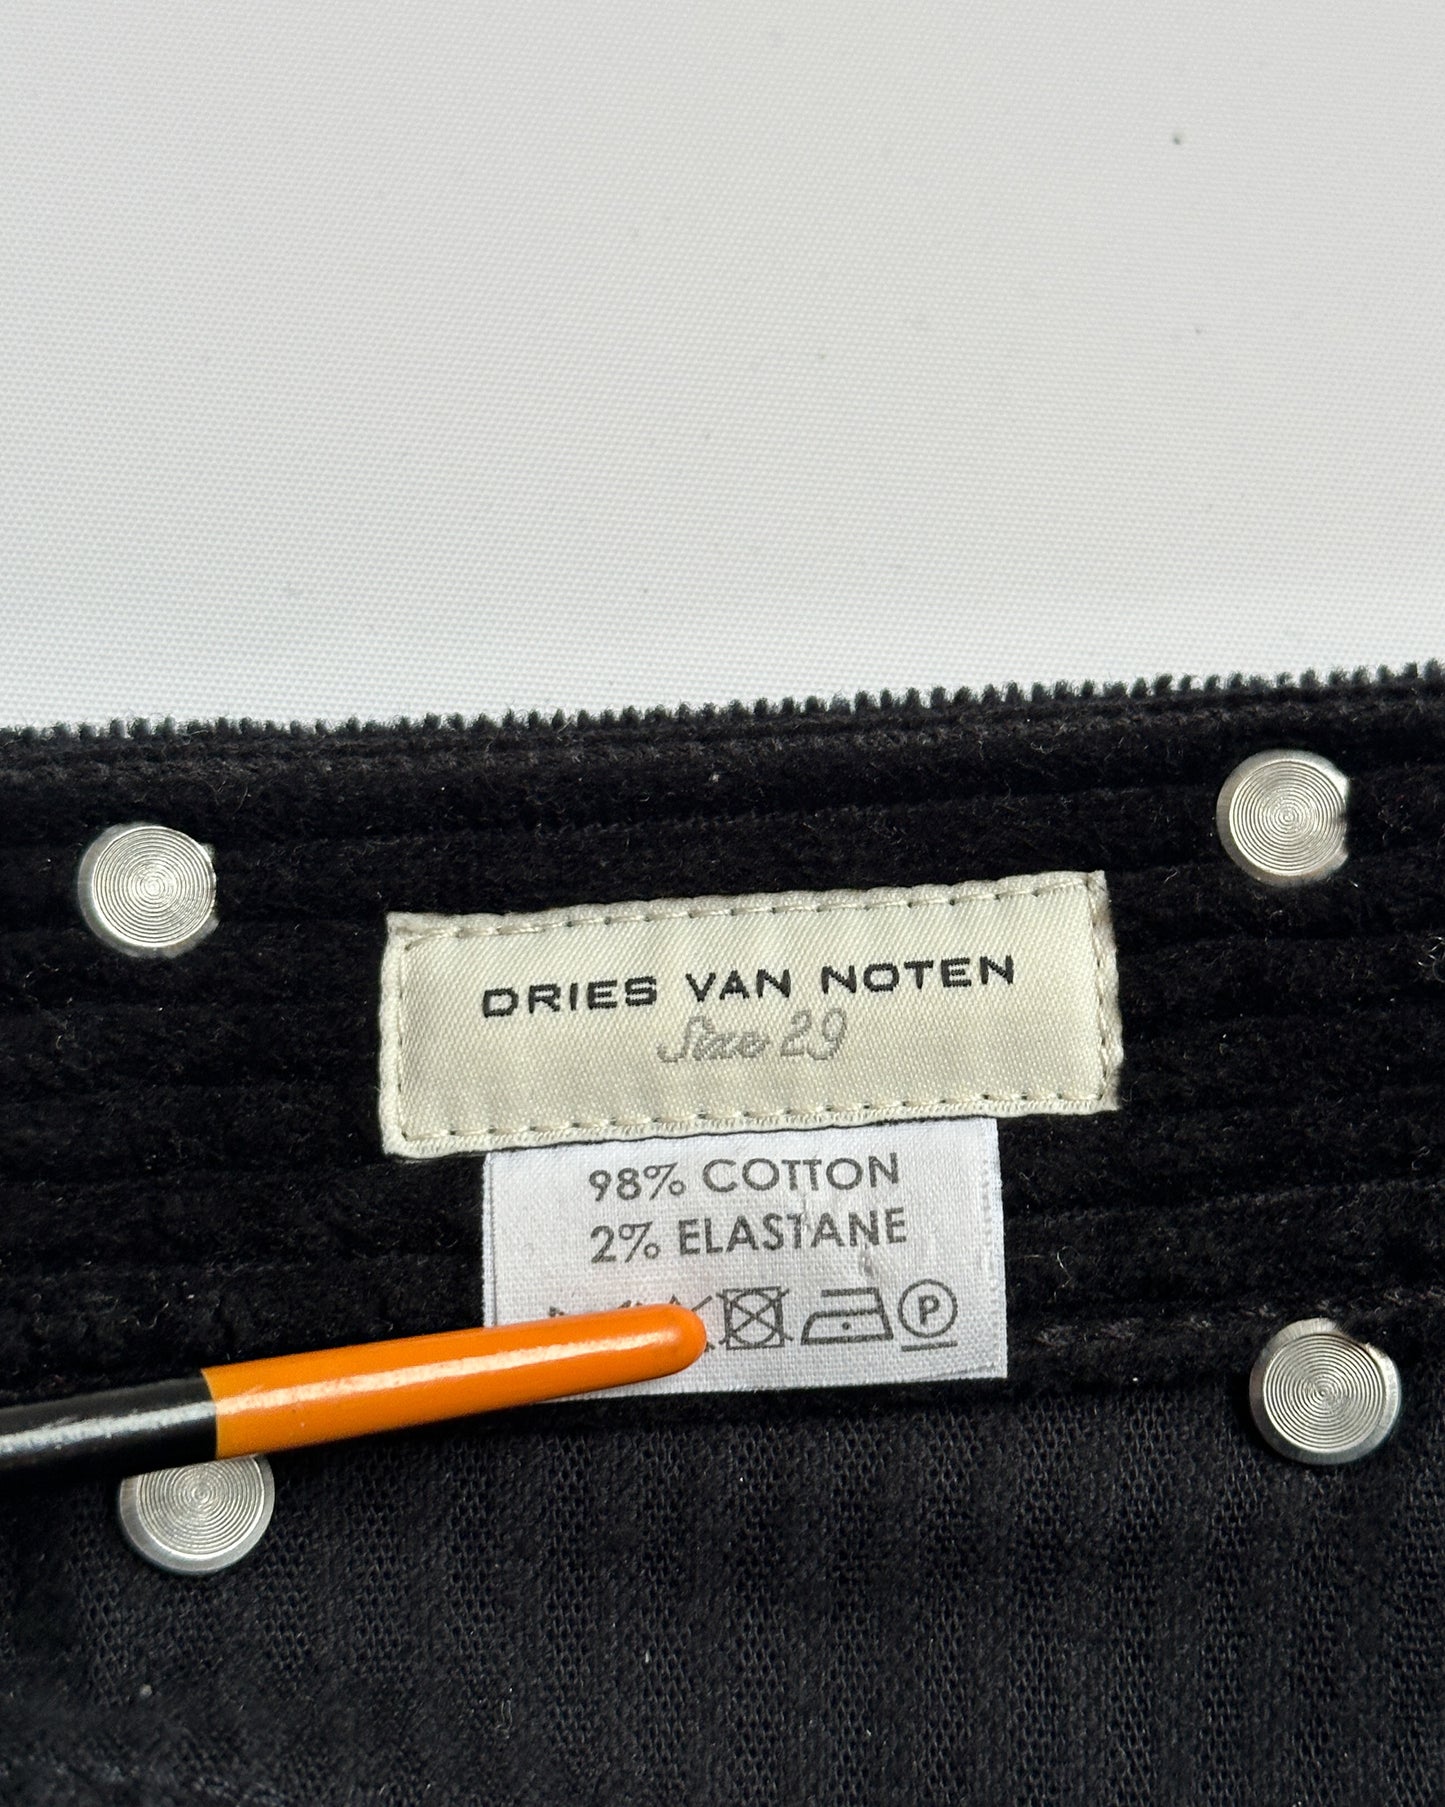 DRIES VAN NOTEN
Size 29
98% COTTON
2% ELASTANE
P